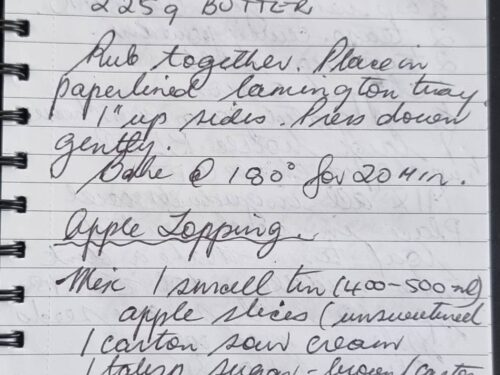 225g BUTTER
Rub together. Place in
paperlined lamington tray.
1" up sides. Press down
gently.
Bake @ 180° for 20 MIN.
Apple Topping.
Mix 1 small tin (400-500 ml)
apple slices (unsweetened
1 carton sour cream
1 tablsp sugar - brown/castor